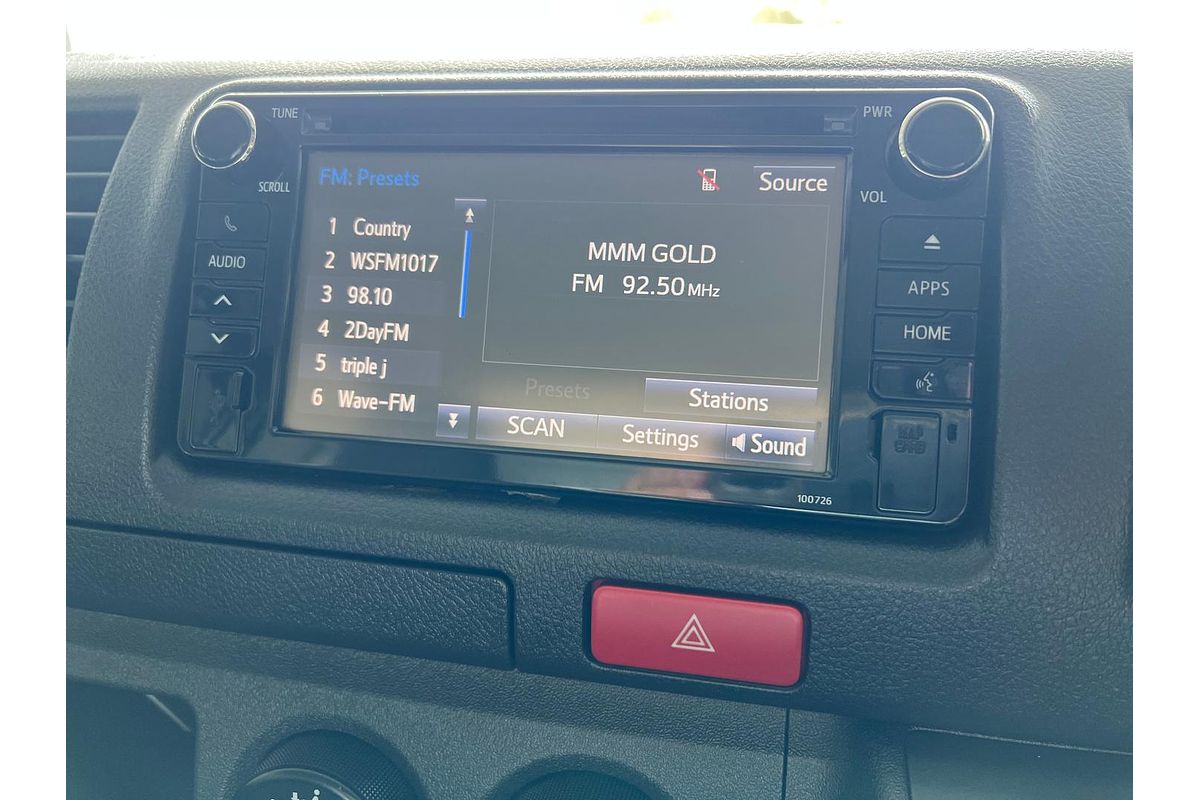 TUNE
PWR
SCROLL
VOL
AUDIO
APPS
HOME
MAP
CARD
FM: Presets
Source
1 Country
2 WSFM1017
3 98.10
4 2DayFM
5 triple j
6 Wave-FM
MMM GOLD
FM 92.50 MHz
Presets
Stations
SCAN
Settings
Sound
100726